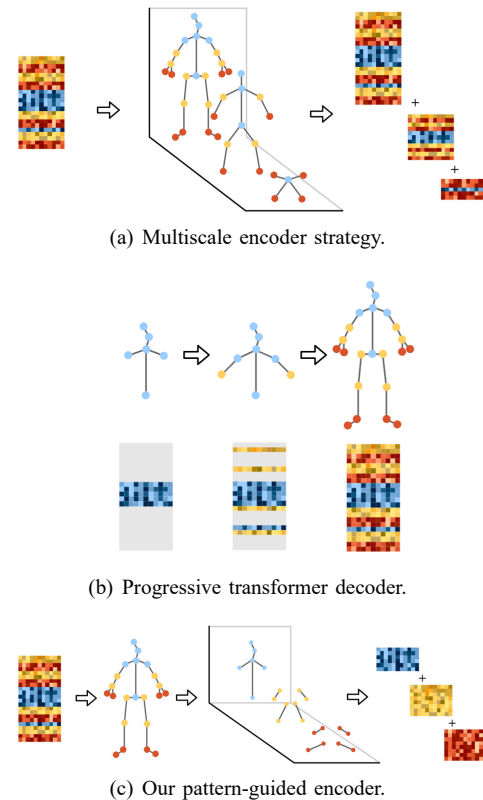 +
+
(a) Multiscale encoder strategy.
(b) Progressive transformer decoder.
+
+
(c) Our pattern-guided encoder.